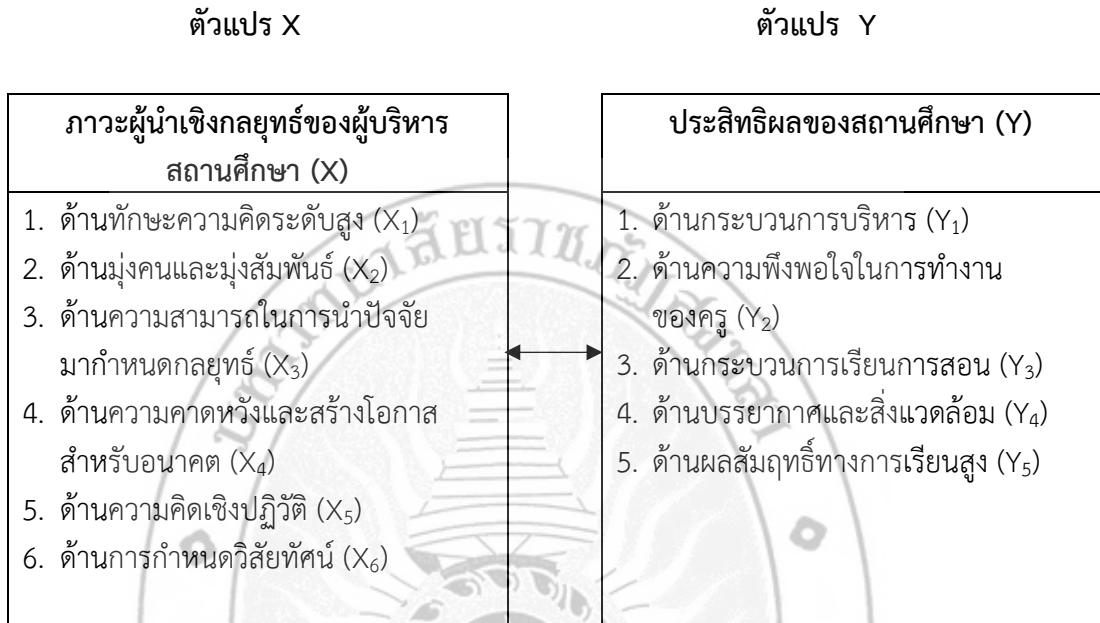 ตัวแปร X
ตัวแปร Y
ภาวะผู้นำเชิงกลยุทธ์ของผู้บริหาร
สถานศึกษา (X)
1. ด้านทักษะความคิดระดับสูง (X₁)
2. ด้านมุ่งคนและมุ่งสัมพันธ์ (X₂)
3. ด้านความสามารถในการนำปัจจัย
มากำหนดกลยุทธ์ (X₃)
4. ด้านความคาดหวังและสร้างโอกาส
สำหรับอนาคต (X₄)
5. ด้านความคิดเชิงปฏิวัติ (X₅)
6. ด้านการกำหนดวิสัยทัศน์ (X₆)
ประสิทธิผลของสถานศึกษา (Y)
1. ด้านกระบวนการบริหาร (Y₁)
2. ด้านความพึงพอใจในการทำงาน
ของครู (Y₂)
3. ด้านกระบวนการเรียนการสอน (Y₃)
4. ด้านบรรยากาศและสิ่งแวดล้อม (Y₄)
5. ด้านผลสัมฤทธิ์ทางการเรียนสูง (Y₅)